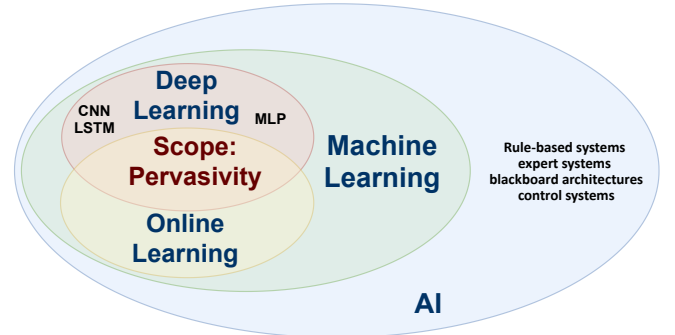 Deep
Learning
CNN
LSTM
MLP
Scope:
Pervasivity
Online
Learning
Machine
Learning
Rule-based systems
expert systems
blackboard architectures
control systems
AI